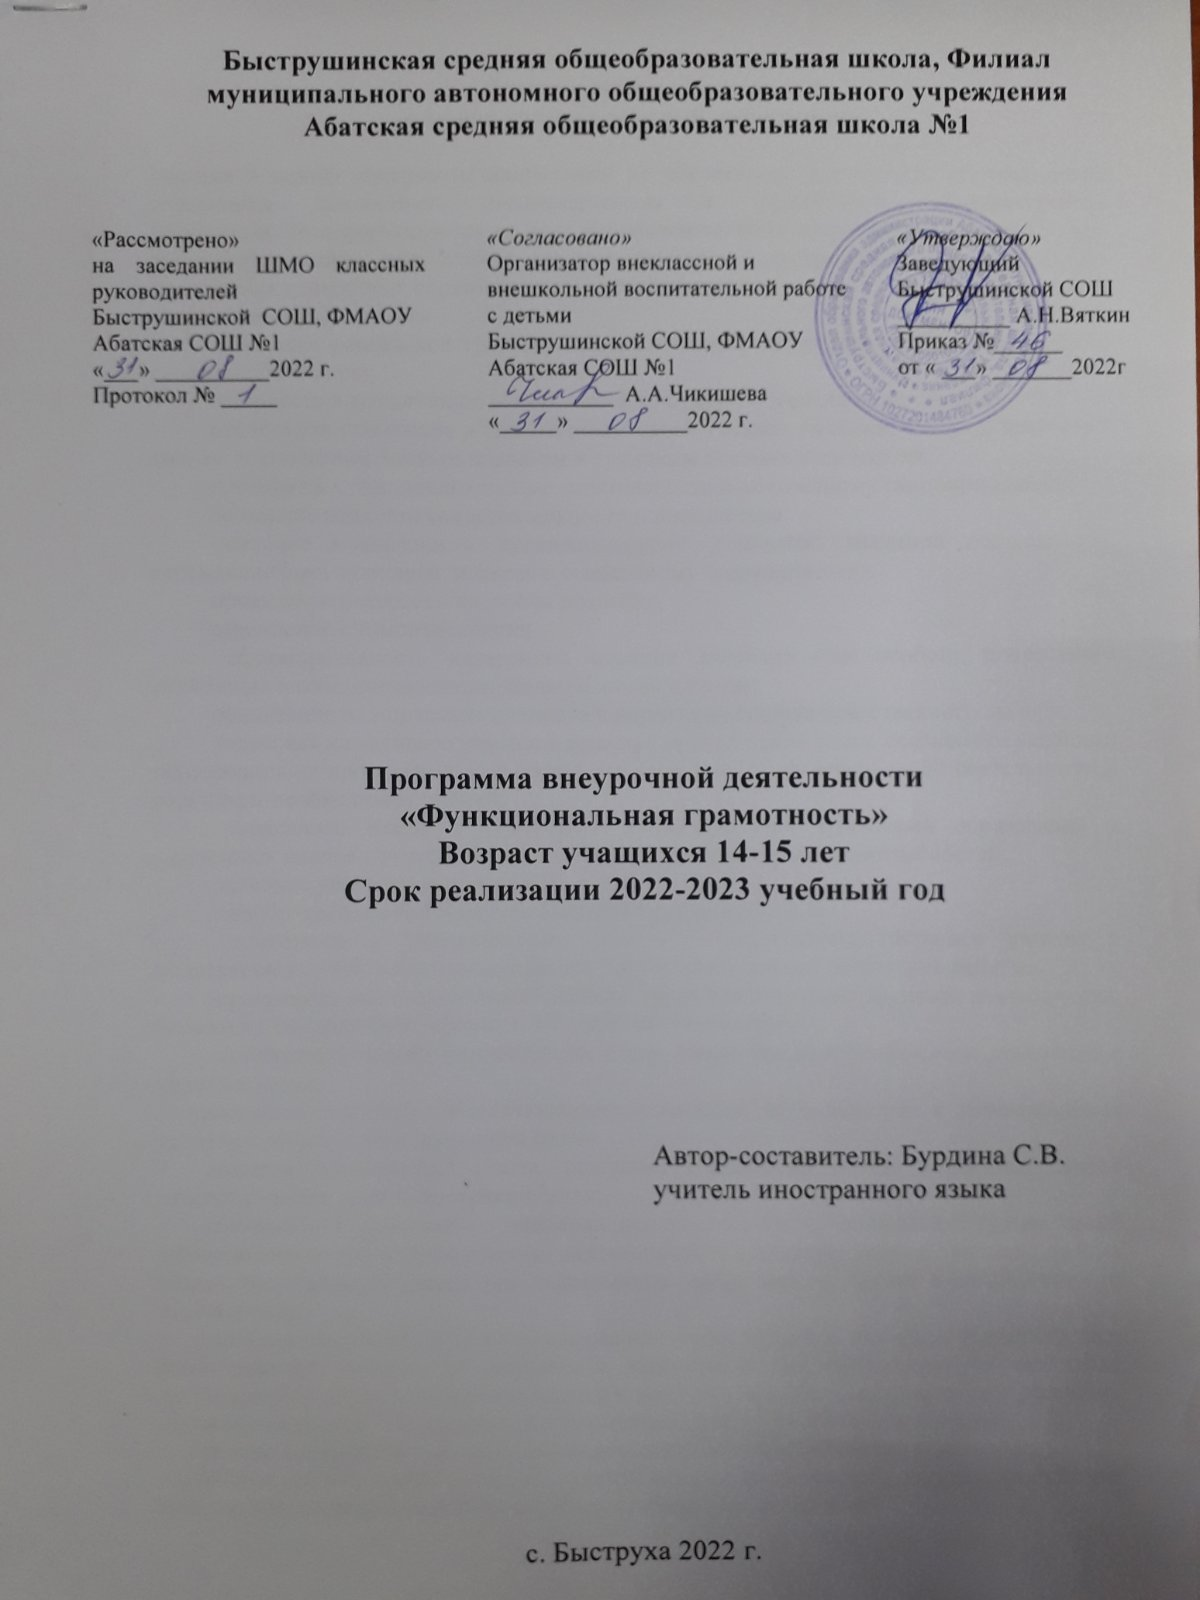 Быструшинская средняя общеобразовательная школа, Филиал
муниципального автономного общеобразовательного учреждения
Абатская средняя общеобразовательная школа №1
«Рассмотрено»
на заседании ШМО классных
руководителей
Быструшинской СОШ, ФМАОУ
Абатская СОШ №1
«31» 08 2022 г.
Протокол № 1
«Согласовано»
Организатор внеклассной и
внешкольной воспитательной работе
с детьми
Быструшинской СОШ, ФМАОУ
Абатская СОШ №1
А.А.Чикишева
«31» 08 2022 г.
«Утверждаю»
Заведующий
Быструшинской СОШ
А.Н.Вяткин
Приказ № 46
от «31» 08 2022г
ОГРН 1027201484760
Программа внеурочной деятельности
«Функциональная грамотность»
Возраст учащихся 14-15 лет
Срок реализации 2022-2023 учебный год
Автор-составитель: Бурдина С.В.
учитель иностранного языка
с. Быструха 2022 г.